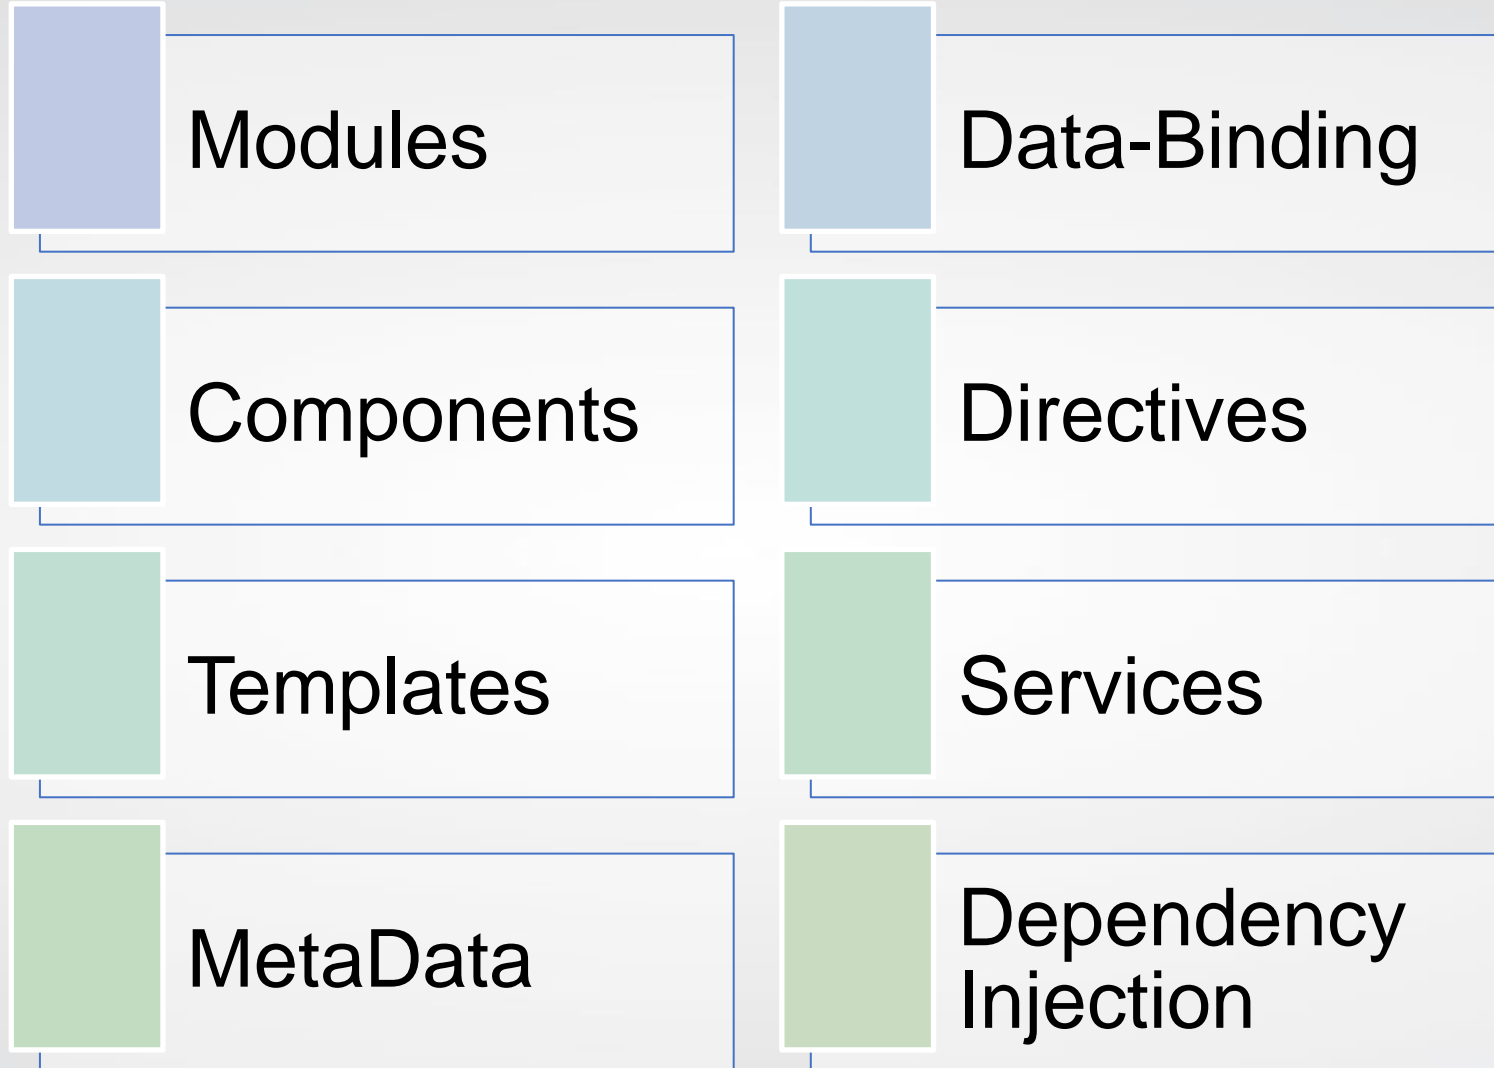 Modules
Data-Binding
Components
Directives
Templates
Services
MetaData
Dependency
Injection